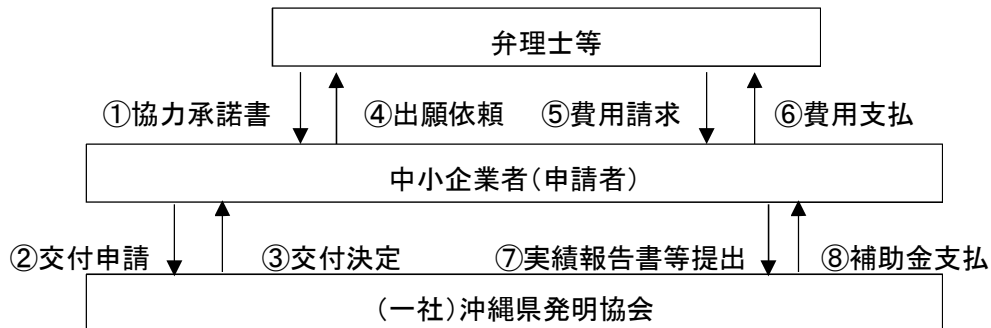 弁理士等
①協力承諾書 ④出願依頼 ⑤費用請求 ⑥費用支払
中小企業者(申請者)
②交付申請 ③交付決定 ⑦実績報告書等提出 ⑧補助金支払
(一社)沖縄県発明協会